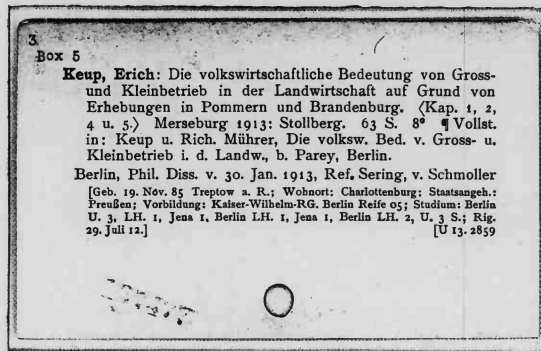 3
Box 5
Keup, Erich: Die volkswirtschaftliche Bedeutung von Gross-
und Kleinbetrieb in der Landwirtschaft auf Grund von
Erhebungen in Pommern und Brandenburg. ⟨Kap. 1, 2,
4 u. 5.⟩ Merseburg 1913: Stollberg. 63 S. 8° ¶ Vollst.
in: Keup u. Rich. Mührer, Die volksw. Bed. v. Gross- u.
Kleinbetrieb i. d. Landw., b. Parey, Berlin.
Berlin, Phil. Diss. v. 30. Jan. 1913, Ref. Sering, v. Schmoller
[Geb. 19. Nov. 85 Treptow a. R.; Wohnort: Charlottenburg; Staatsangeh.:
Preußen; Vorbildung: Kaiser-Wilhelm-RG. Berlin Reife 05; Studium: Berlin
U. 3, LH. 1, Jena 1, Berlin LH. 1, Jena 1, Berlin LH. 2, U. 3 S.; Rig.
29. Juli 12.] [U 13. 2859